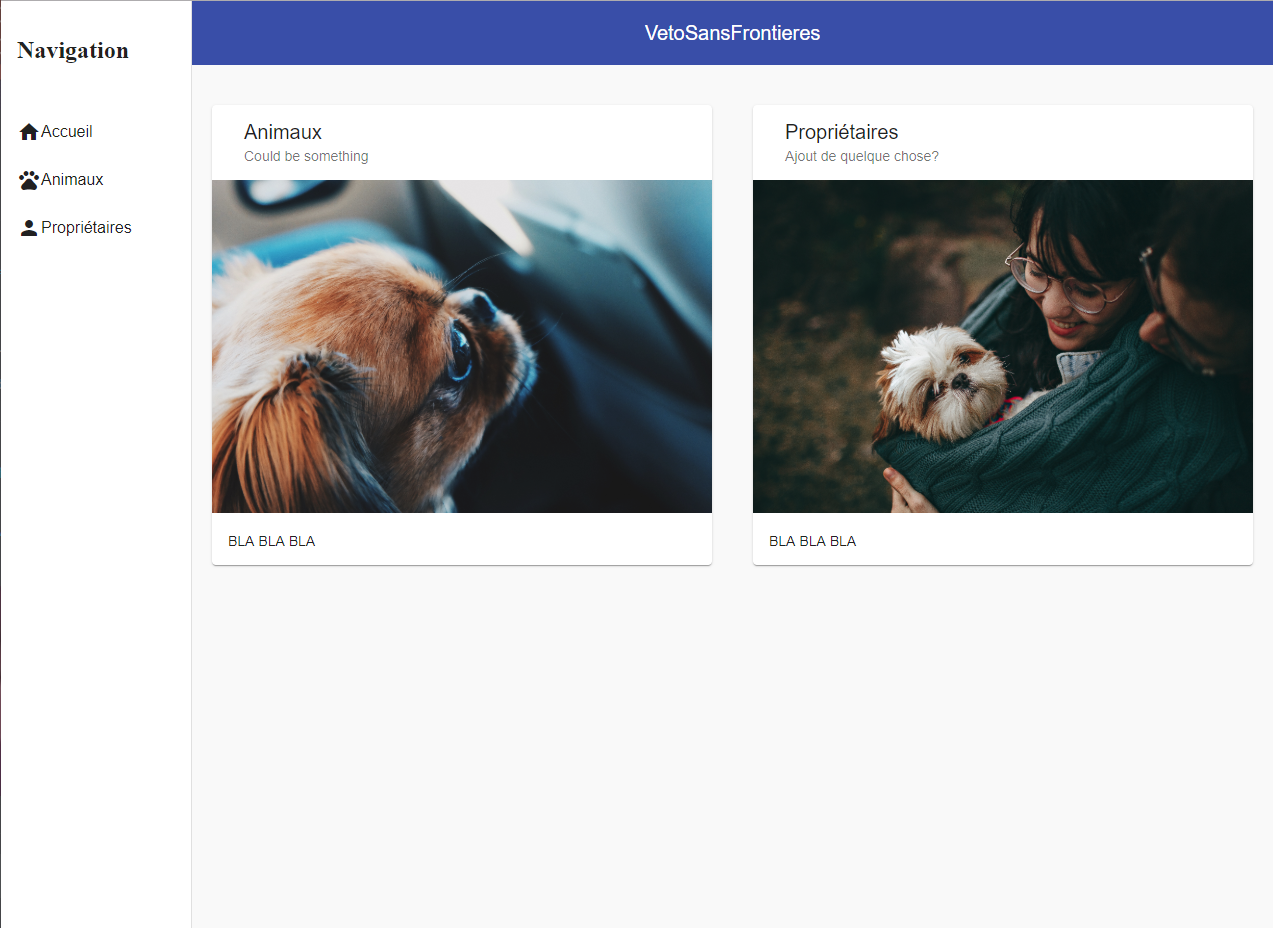 Navigation
Accueil
Animaux
Propriétaires
VetoSansFrontieres
Animaux
Could be something
BLA BLA BLA
Propriétaires
Ajout de quelque chose?
BLA BLA BLA